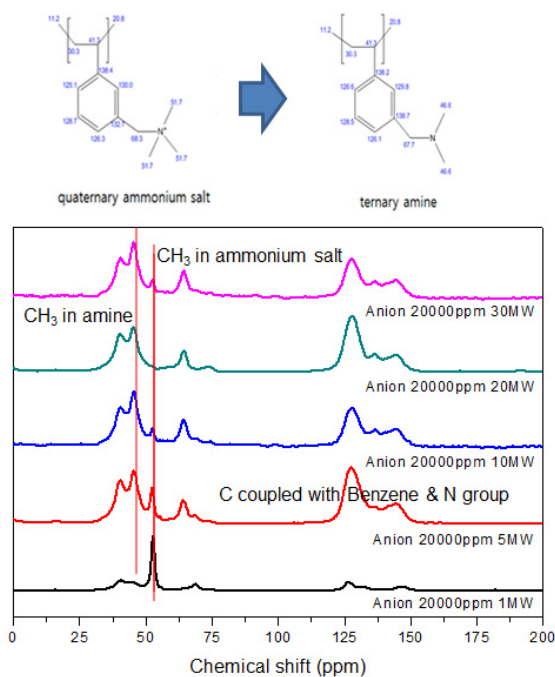 11.2
20.8
41.3
30.3
138.4
125.1
130.0
128.7
132.7
126.3
68.3
N+
51.7
51.7
51.7
quaternary ammonium salt
11.2
20.8
41.3
30.3
138.2
129.8
128.5
138.7
126.1
67.7
N
46.6
46.6
ternary amine
CH3 in ammonium salt
CH3 in amine
Anion 20000ppm 30MW
Anion 20000ppm 20MW
Anion 20000ppm 10MW
C coupled with Benzene & N group
Anion 20000ppm 5MW
Anion 20000ppm 1MW
0 25 50 75 100 125 150 175 200
Chemical shift (ppm)